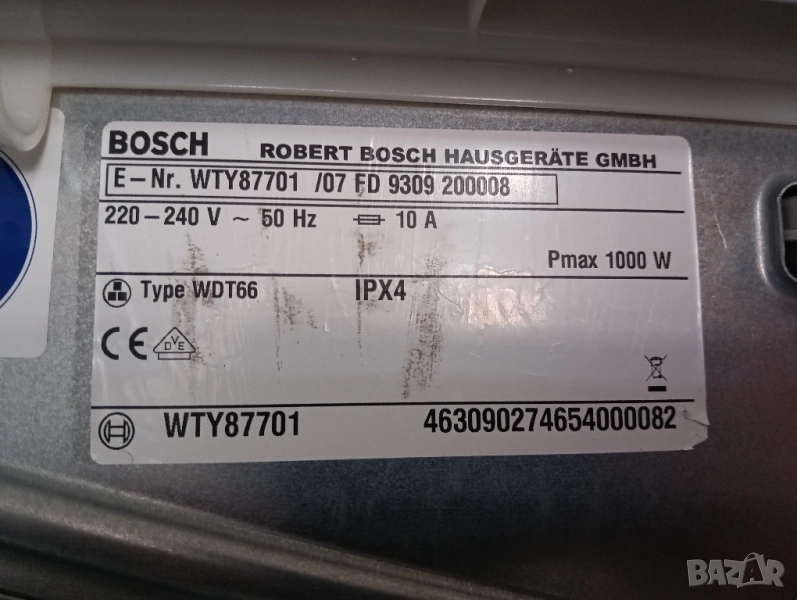 BOSCH ROBERT BOSCH HAUSGERÄTE GMBH
E-Nr. WTY87701 /07 FD 9309 200008
220-240 V ~ 50 Hz 10 A
Pmax 1000 W
Type WDT66 IPX4
CE DVE
WTY87701 463090274654000082
BAZAR